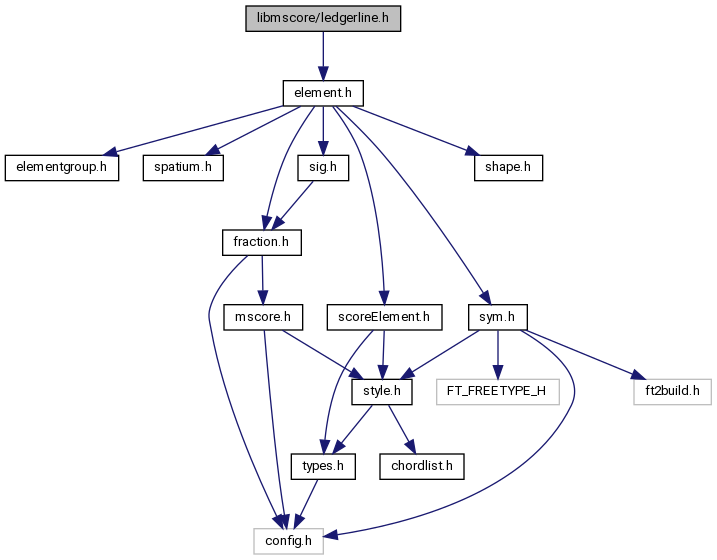 libmscore/ledgerline.h
element.h
elementgroup.h
spatium.h
sig.h
shape.h
fraction.h
mscore.h
scoreElement.h
sym.h
style.h
FT_FREETYPE_H
ft2build.h
types.h
chordlist.h
config.h